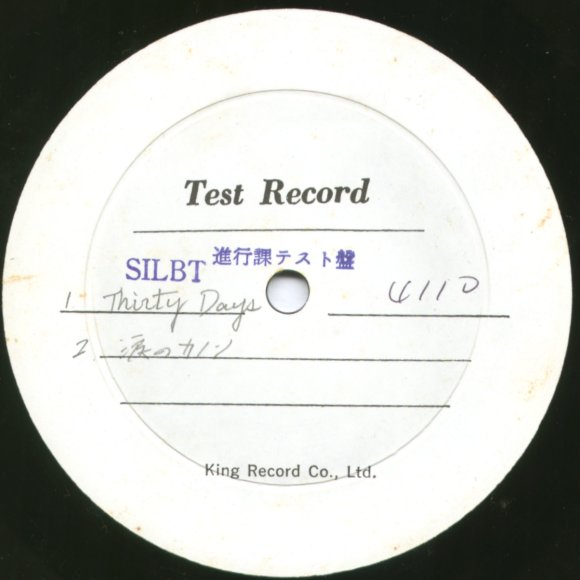 Test Record
進行課テスト盤
SILBT
1 Thirty Days
4110
2. 涙のカノン
King Record Co., Ltd.